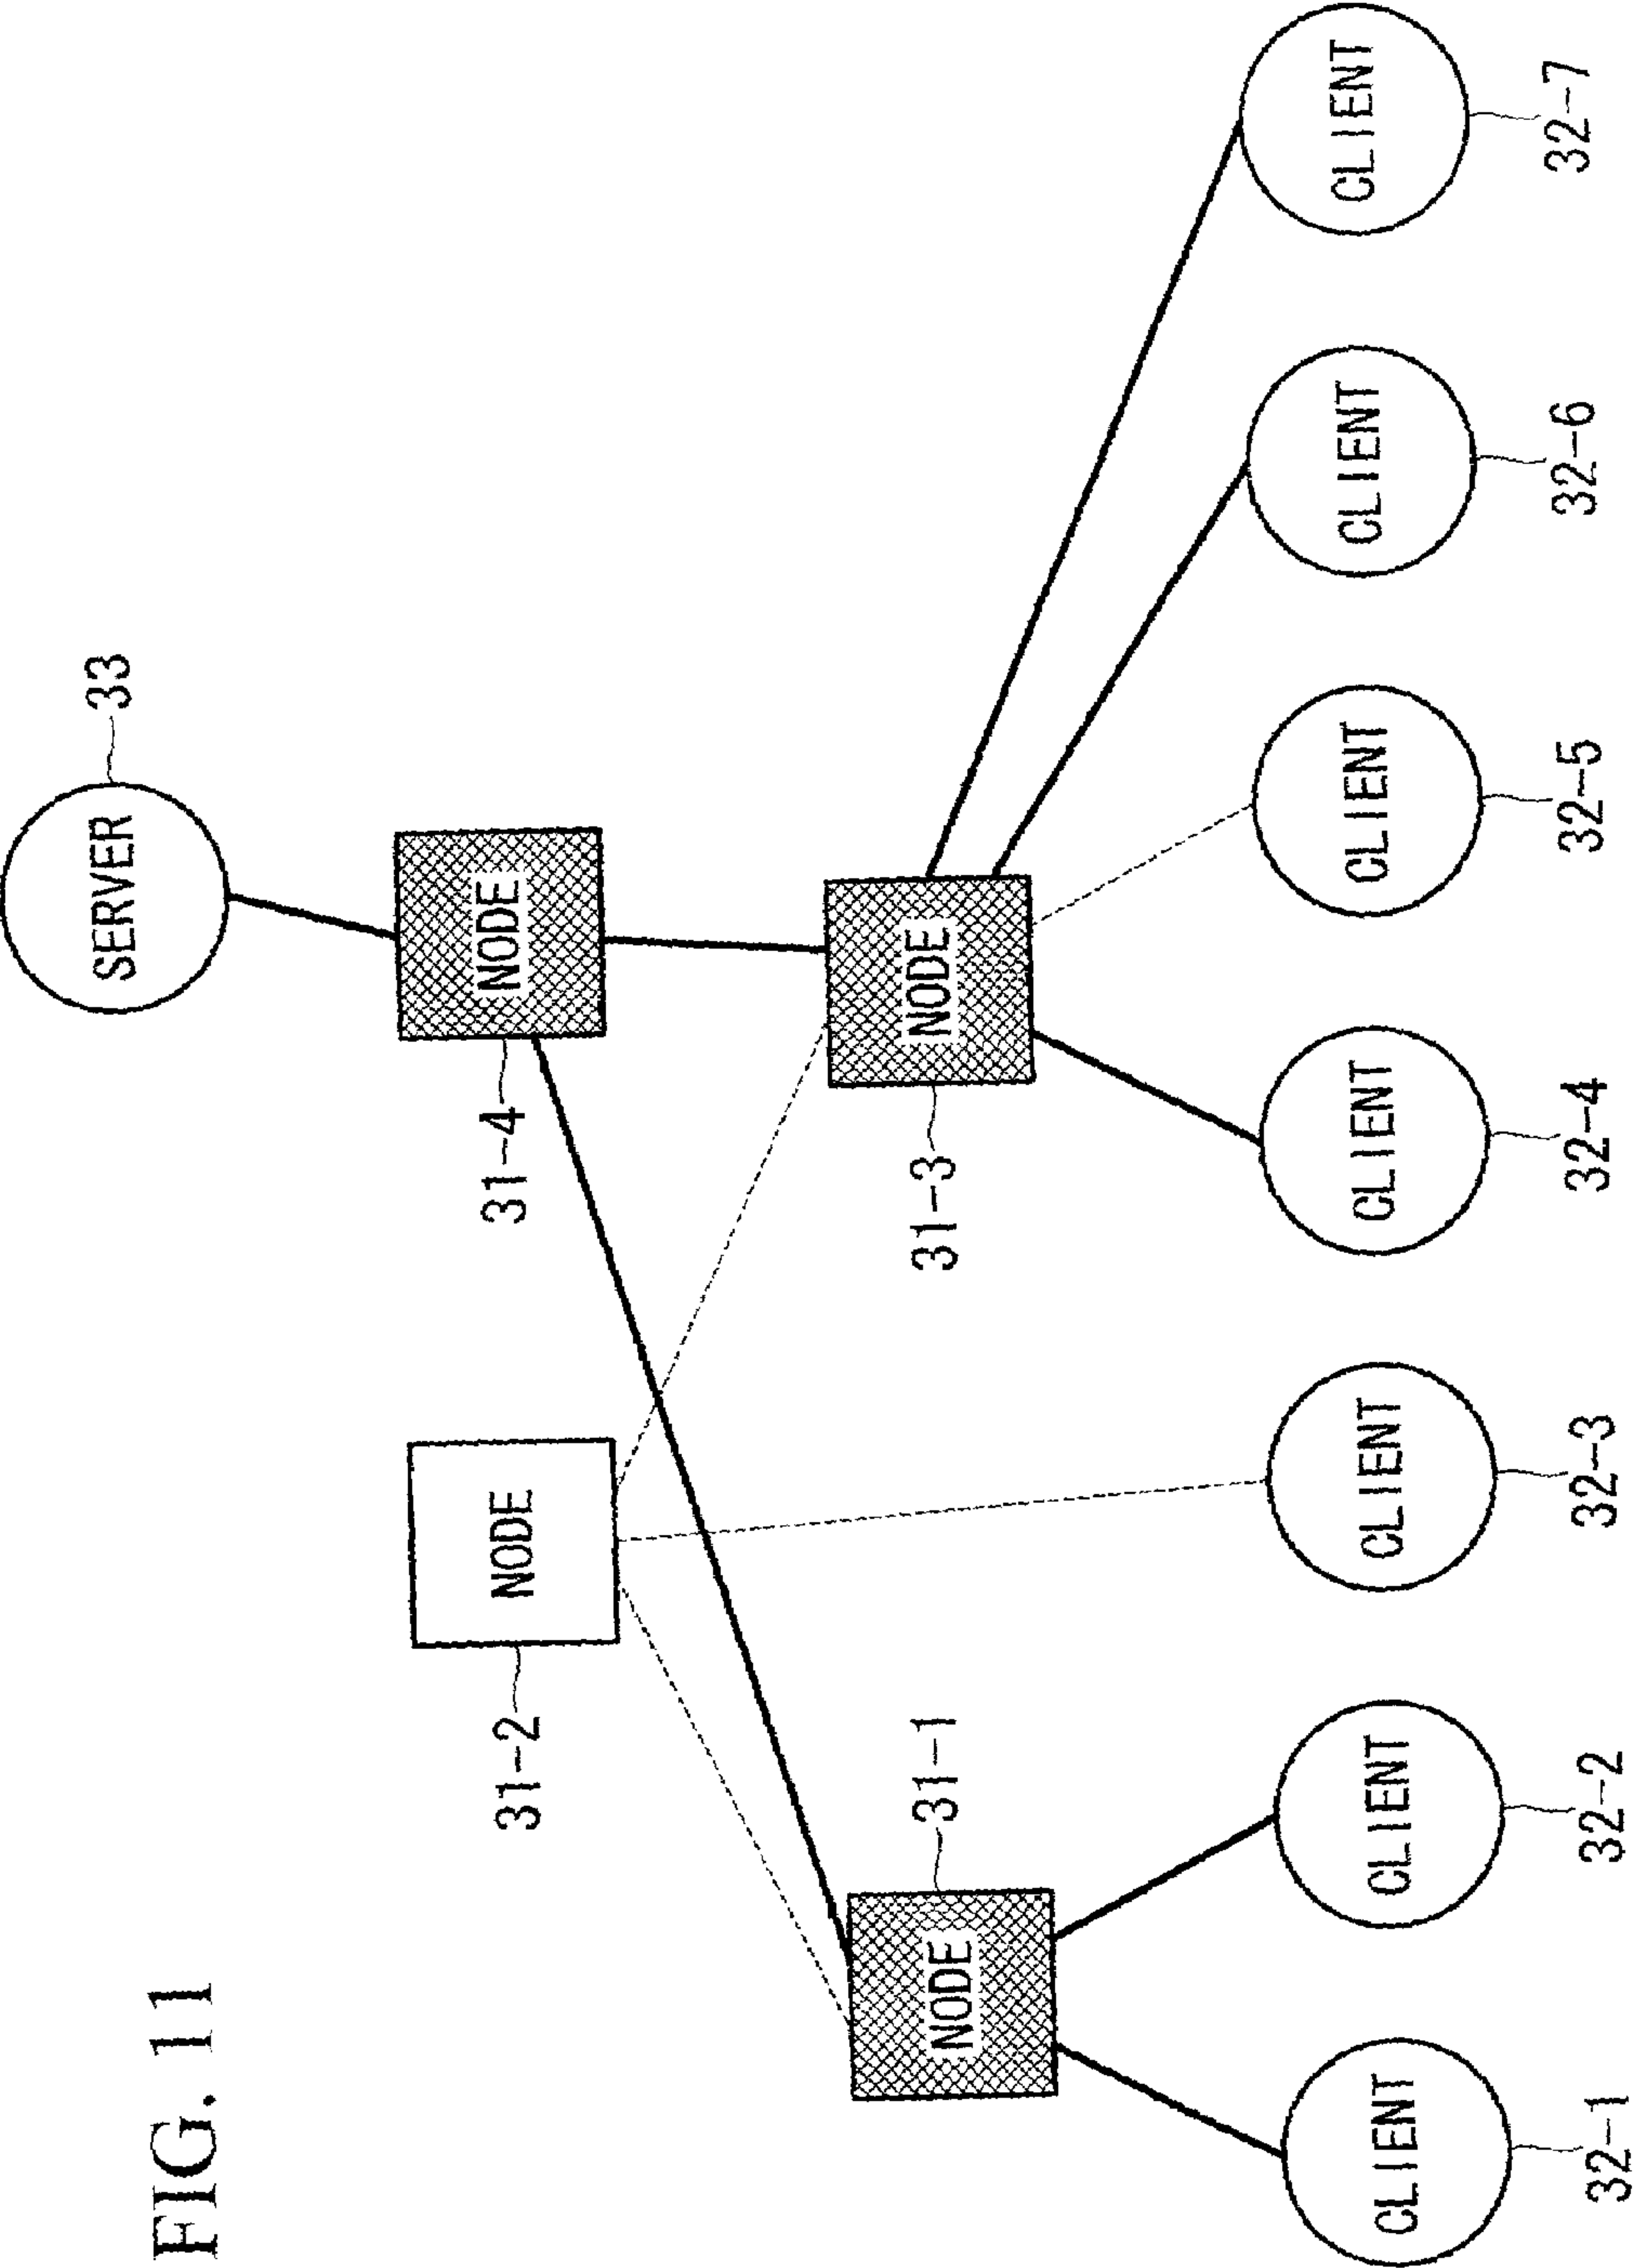 FIG. 11
SERVER
33
NODE
31-4
NODE
31-2
NODE
31-3
NODE
31-1
CLIENT
32-1
CLIENT
32-2
CLIENT
32-3
CLIENT
32-4
CLIENT
32-5
CLIENT
32-6
CLIENT
32-7